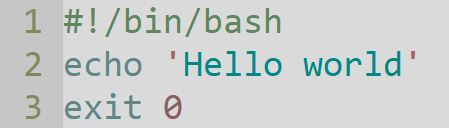 1 #!/bin/bash
2 echo 'Hello world'
3 exit 0